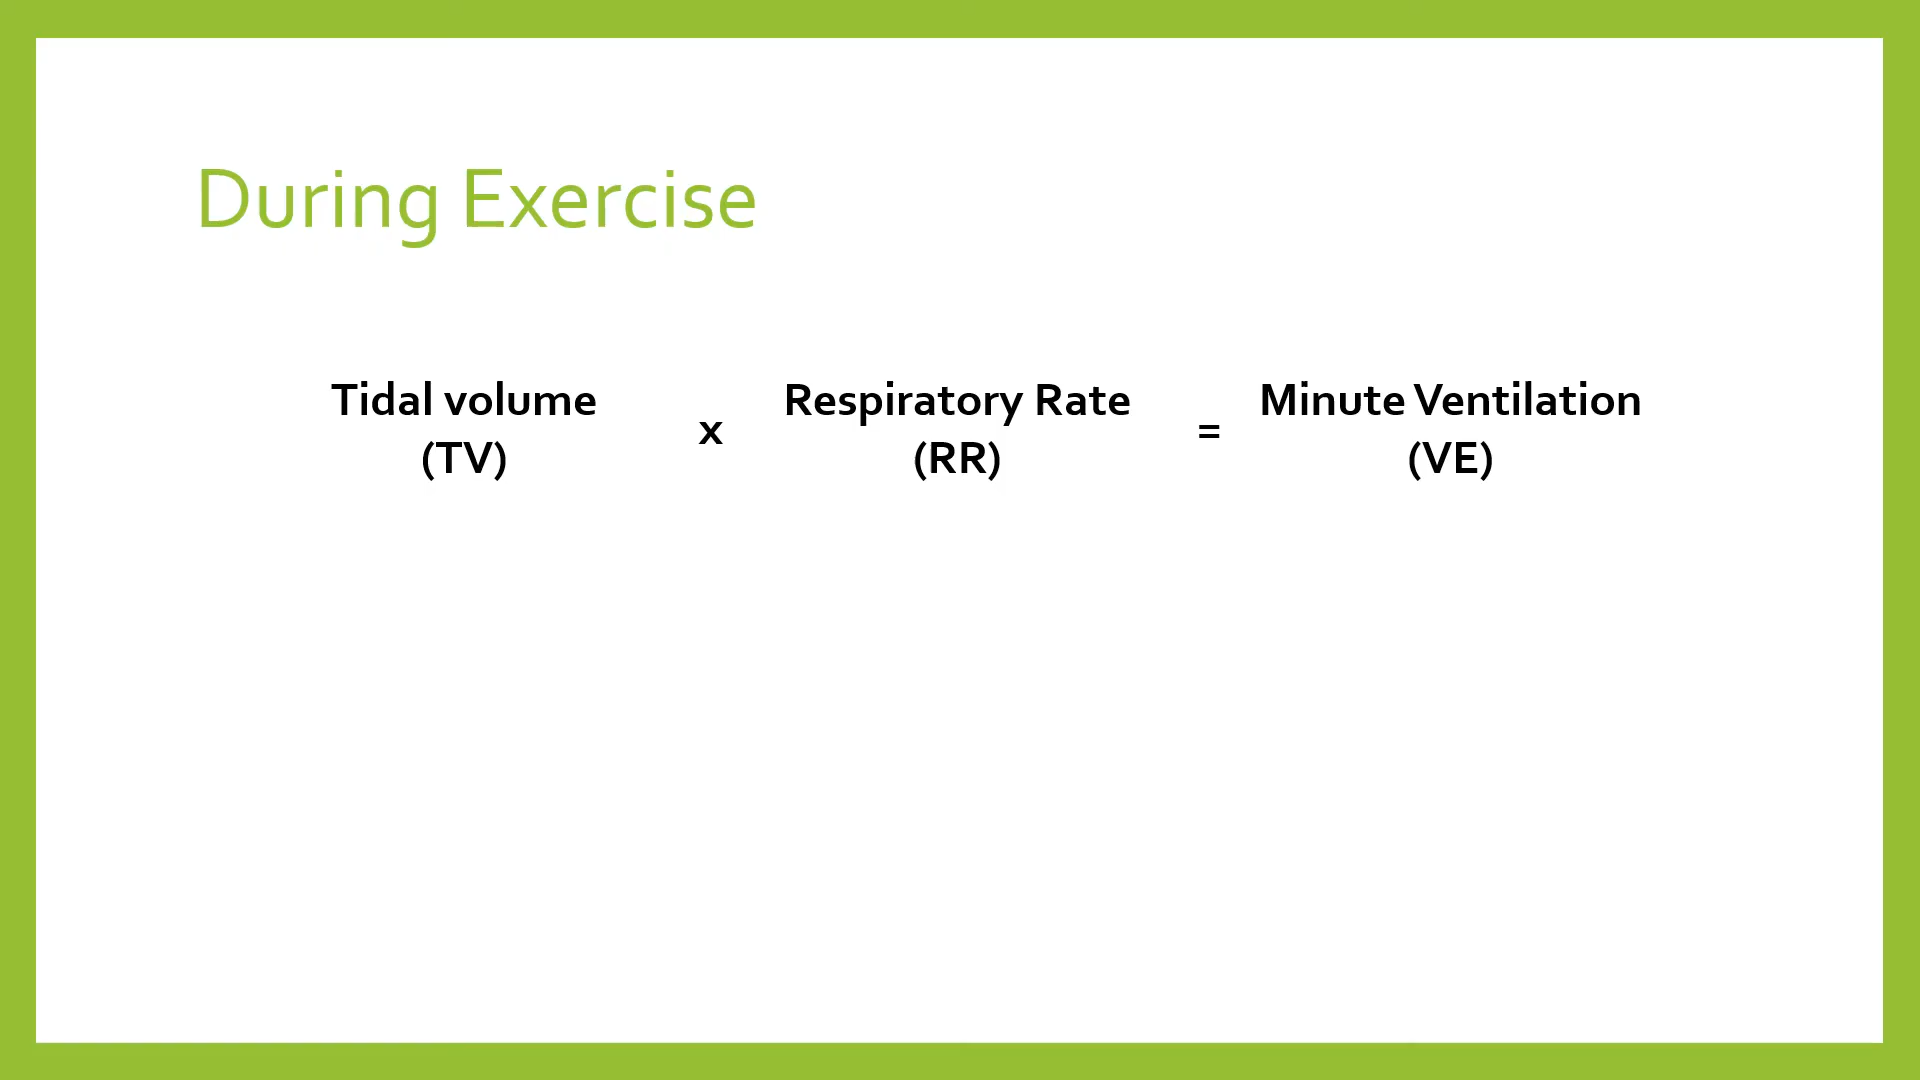 During Exercise
Tidal volume
(TV)
x
Respiratory Rate
(RR)
=
Minute Ventilation
(VE)